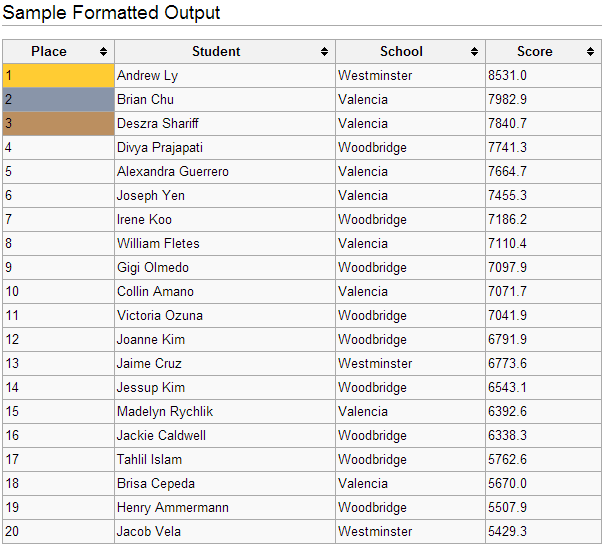 Sample Formatted Output
Place Student School Score
1 Andrew Ly Westminster 8531.0
2 Brian Chu Valencia 7982.9
3 Deszra Shariff Valencia 7840.7
4 Divya Prajapati Woodbridge 7741.3
5 Alexandra Guerrero Valencia 7664.7
6 Joseph Yen Valencia 7455.3
7 Irene Koo Woodbridge 7186.2
8 William Fletes Valencia 7110.4
9 Gigi Olmedo Woodbridge 7097.9
10 Collin Amano Valencia 7071.7
11 Victoria Ozuna Woodbridge 7041.9
12 Joanne Kim Woodbridge 6791.9
13 Jaime Cruz Westminster 6773.6
14 Jessup Kim Woodbridge 6543.1
15 Madelyn Rychlik Valencia 6392.6
16 Jackie Caldwell Woodbridge 6338.3
17 Tahlil Islam Woodbridge 5762.6
18 Brisa Cepeda Valencia 5670.0
19 Henry Ammermann Woodbridge 5507.9
20 Jacob Vela Westminster 5429.3